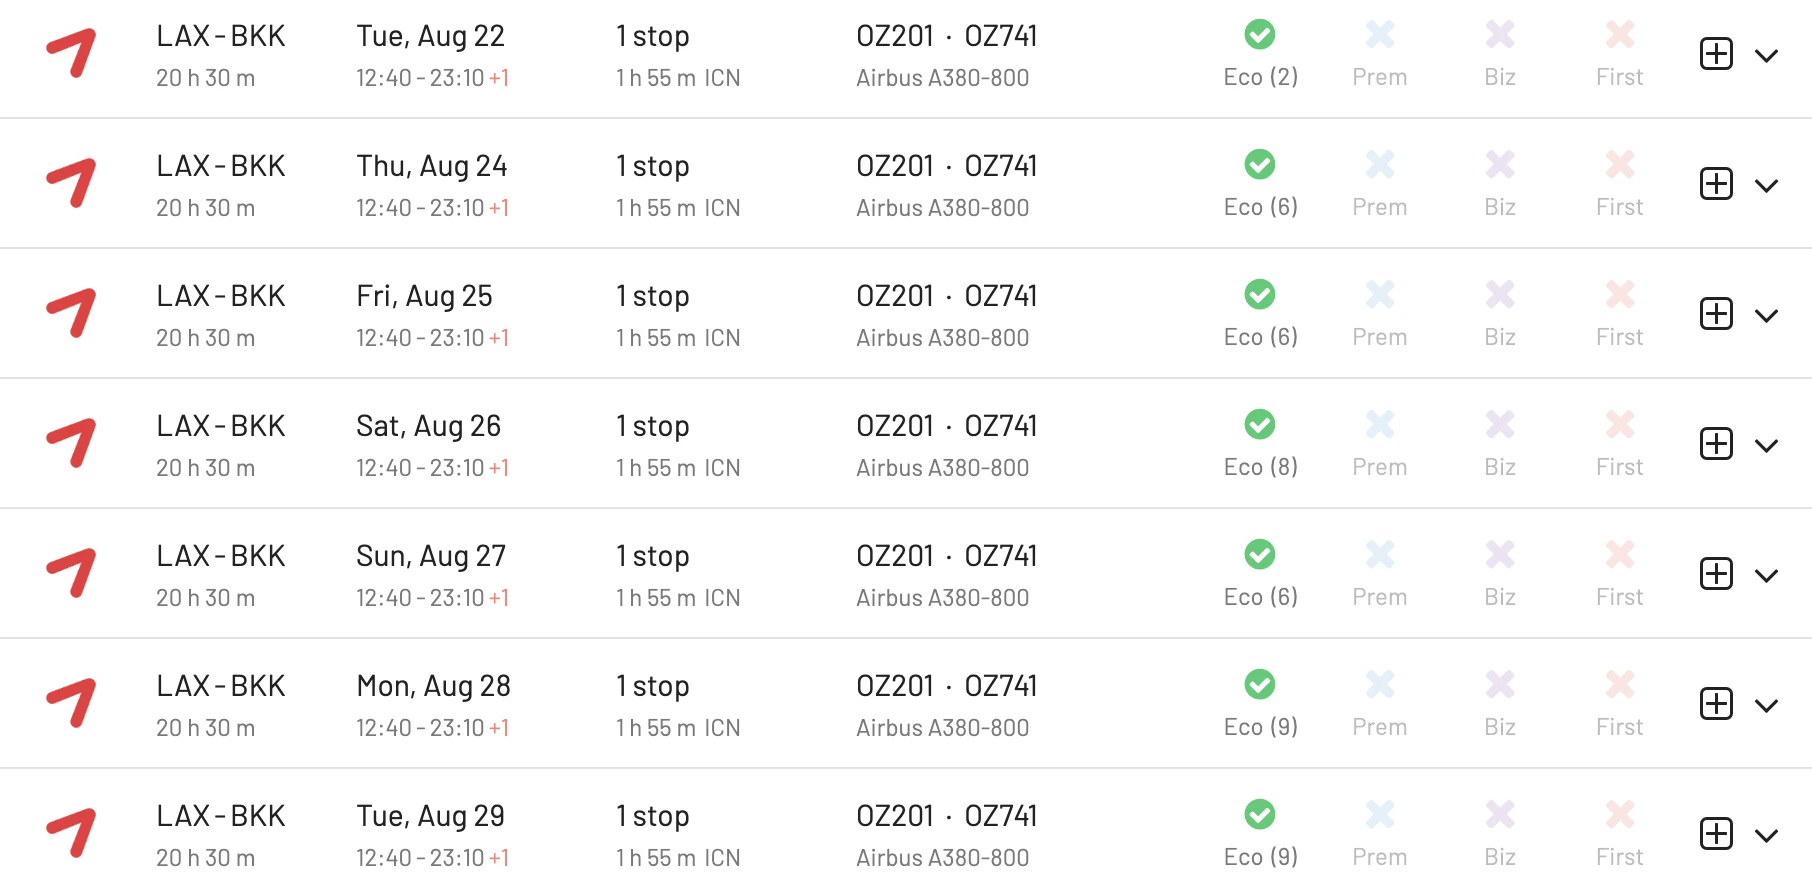 LAX - BKK Tue, Aug 22 1 stop OZ201 · OZ741
20 h 30 m 12:40 - 23:10 +1 1 h 55 m ICN Airbus A380-800 Eco (2) Prem Biz First
LAX - BKK Thu, Aug 24 1 stop OZ201 · OZ741
20 h 30 m 12:40 - 23:10 +1 1 h 55 m ICN Airbus A380-800 Eco (6) Prem Biz First
LAX - BKK Fri, Aug 25 1 stop OZ201 · OZ741
20 h 30 m 12:40 - 23:10 +1 1 h 55 m ICN Airbus A380-800 Eco (6) Prem Biz First
LAX - BKK Sat, Aug 26 1 stop OZ201 · OZ741
20 h 30 m 12:40 - 23:10 +1 1 h 55 m ICN Airbus A380-800 Eco (8) Prem Biz First
LAX - BKK Sun, Aug 27 1 stop OZ201 · OZ741
20 h 30 m 12:40 - 23:10 +1 1 h 55 m ICN Airbus A380-800 Eco (6) Prem Biz First
LAX - BKK Mon, Aug 28 1 stop OZ201 · OZ741
20 h 30 m 12:40 - 23:10 +1 1 h 55 m ICN Airbus A380-800 Eco (9) Prem Biz First
LAX - BKK Tue, Aug 29 1 stop OZ201 · OZ741
20 h 30 m 12:40 - 23:10 +1 1 h 55 m ICN Airbus A380-800 Eco (9) Prem Biz First